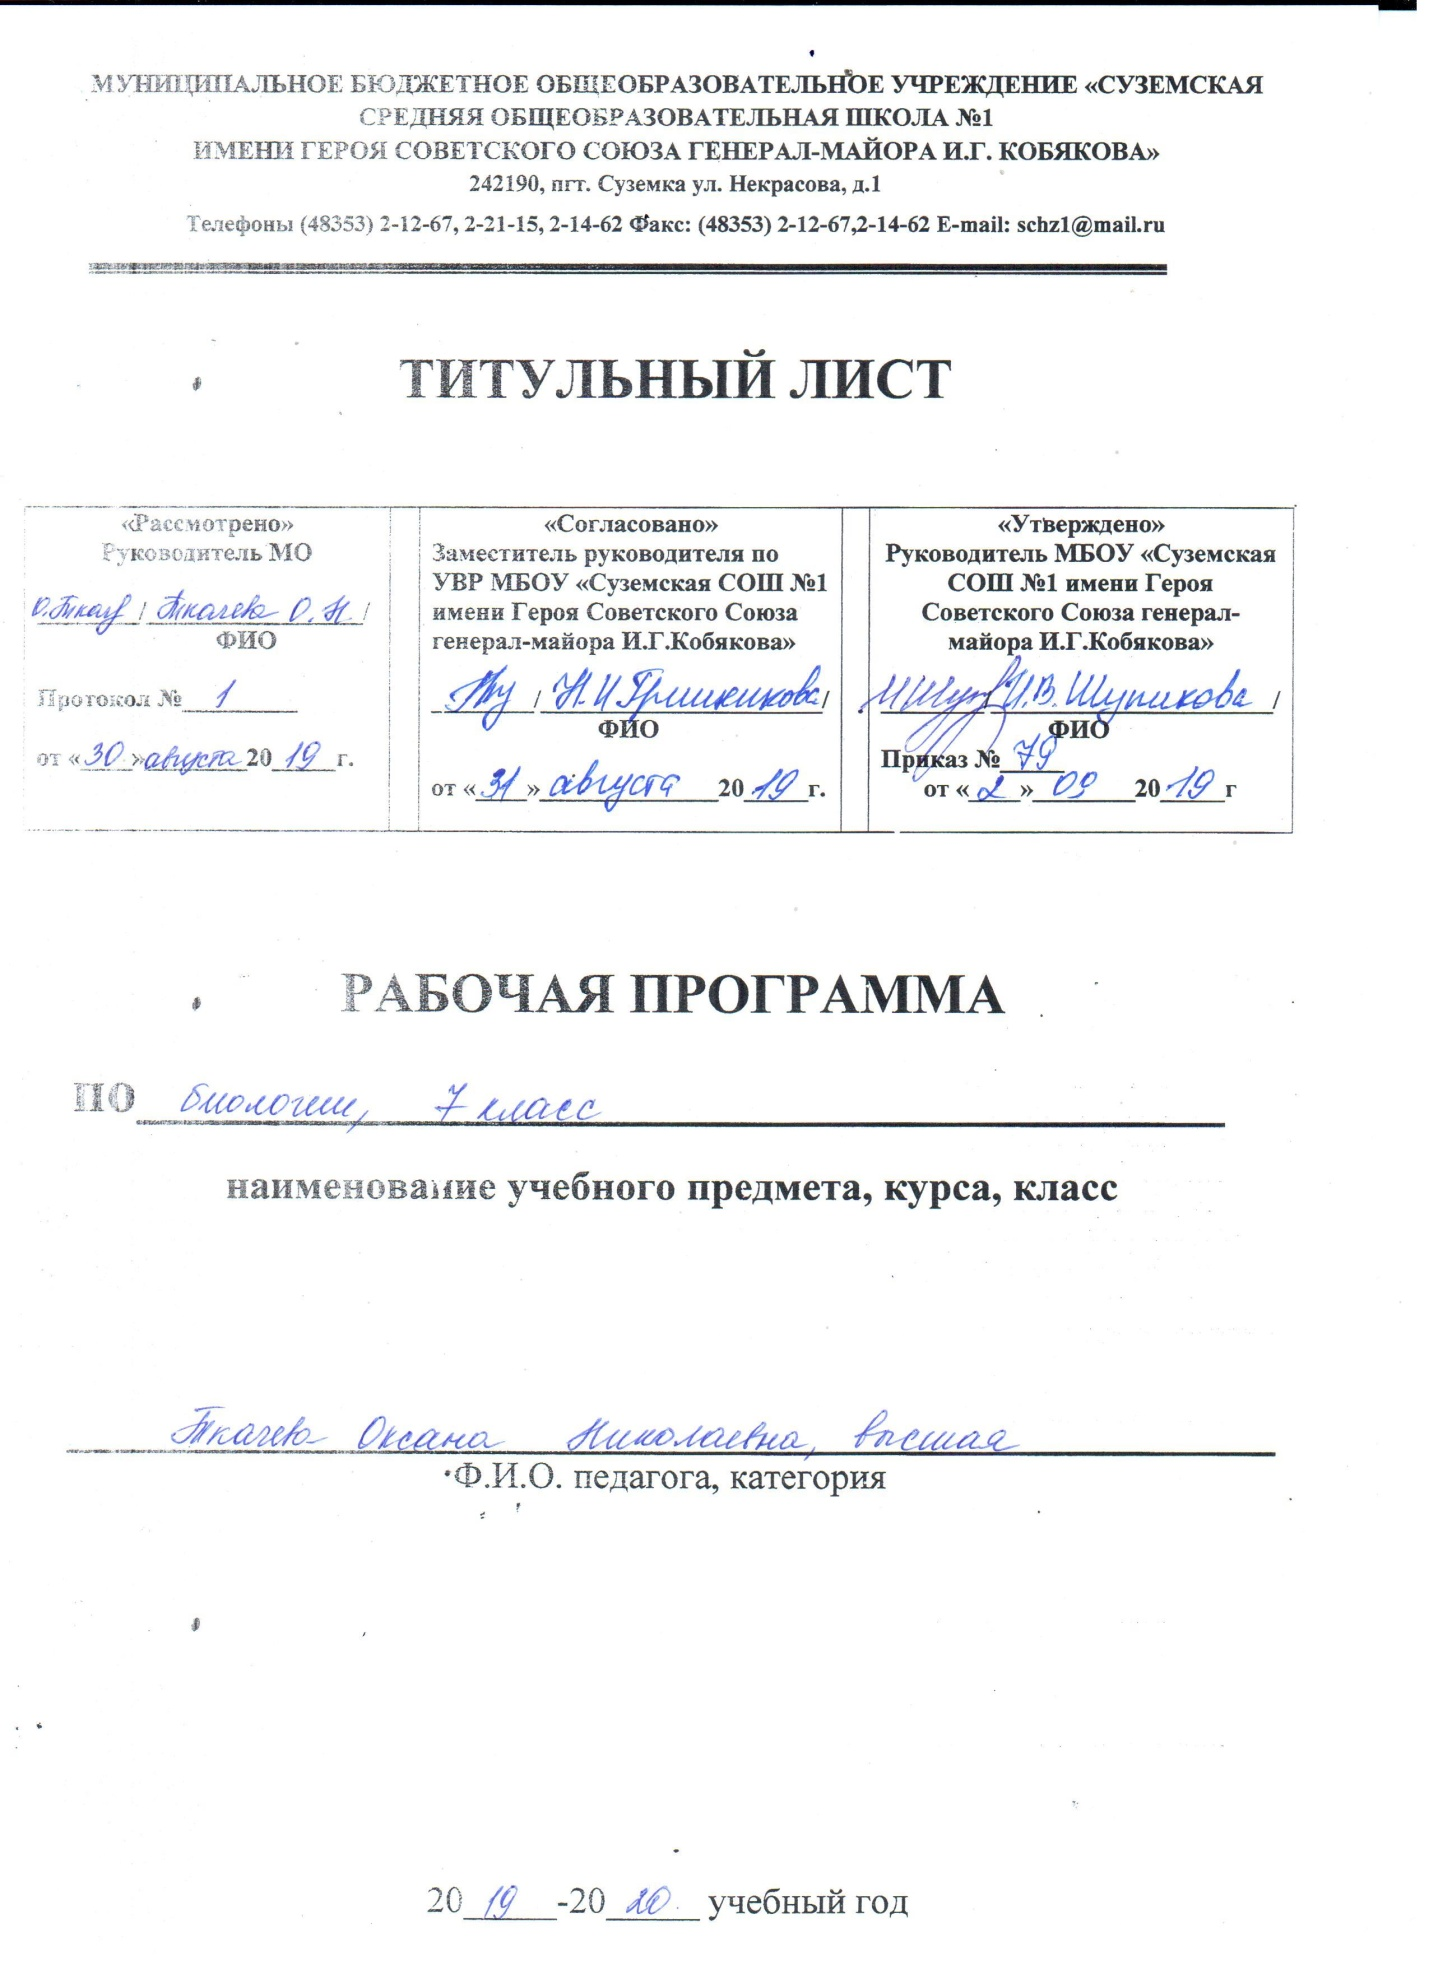 МУНИЦИПАЛЬНОЕ БЮДЖЕТНОЕ ОБЩЕОБРАЗОВАТЕЛЬНОЕ УЧРЕЖДЕНИЕ «СУЗЕМСКАЯ
СРЕДНЯЯ ОБЩЕОБРАЗОВАТЕЛЬНАЯ ШКОЛА №1
ИМЕНИ ГЕРОЯ СОВЕТСКОГО СОЮЗА ГЕНЕРАЛ-МАЙОРА И.Г. КОБЯКОВА»
242190, пгт. Суземка ул. Некрасова, д.1
Телефоны (48353) 2-12-67, 2-21-15, 2-14-62 Факс: (48353) 2-12-67,2-14-62 E-mail: schz1@mail.ru
ТИТУЛЬНЫЙ ЛИСТ
«Рассмотрено»
Руководитель МО
/ Ткачева О.Н. /
ФИО
Протокол № 1
от «30» августа 2019 г.
«Согласовано»
Заместитель руководителя по
УВР МБОУ «Суземская СОШ №1
имени Героя Советского Союза
генерал-майора И.Г.Кобякова»
/ Н.И Гришкикова/
ФИО
от «31» августа 2019 г.
«Утверждено»
Руководитель МБОУ «Суземская
СОШ №1 имени Героя
Советского Союза генерал-
майора И.Г.Кобякова»
/ И.В. Шупикова /
ФИО
Приказ № 79
от «2» 09 2019 г
РАБОЧАЯ ПРОГРАММА
ПО биологии, 7 класс
наименование учебного предмета, курса, класс
Ткачева Оксана Николаевна, высшая
Ф.И.О. педагога, категория
2019-2020 учебный год